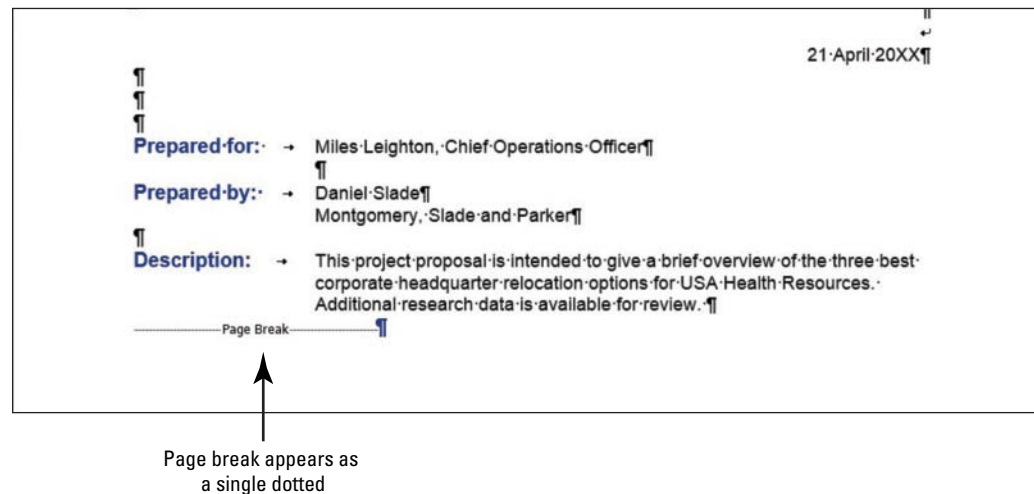 21 April 20XX¶
¶
¶
¶
Prepared for: → Miles Leighton, Chief Operations Officer¶
¶
Prepared by: → Daniel Slade¶
Montgomery, Slade and Parker¶
¶
Description: → This project proposal is intended to give a brief overview of the three best
corporate headquarter relocation options for USA Health Resources.
Additional research data is available for review. ¶
Page Break¶
Page break appears as
a single dotted